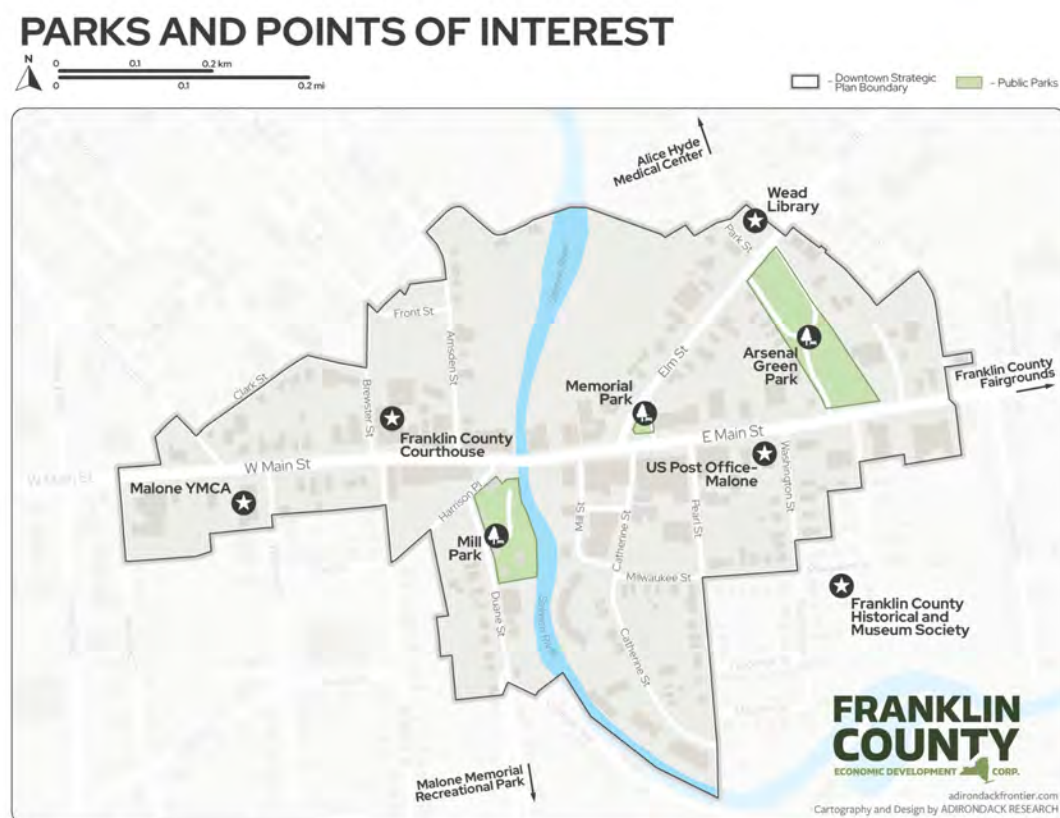 PARKS AND POINTS OF INTEREST
N
0 0.1 0.2 km
0 0.1 0.2 mi
- Downtown Strategic
Plan Boundary
- Public Parks
Alice Hyde
Medical Center
Wead
Library
Park St
Salmon River
Front St
Amsden St
Elm St
Arsenal
Green
Park
Clark St
Brewster St
Memorial
Park
Franklin County
Fairgrounds
Franklin County
Courthouse
E Main St
W Main St
W Main St
US Post Office-
Malone
Washington St
Malone YMCA
Harrison Pl
Mill St
Catherine St
Pearl St
Mill
Park
Milwaukee St
Duane St
Salmon River
Catherine St
Franklin County
Historical and
Museum Society
FRANKLIN
COUNTY
ECONOMIC DEVELOPMENT CORP.
Malone Memorial
Recreational Park
adirondackfrontier.com
Cartography and Design by ADIRONDACK RESEARCH